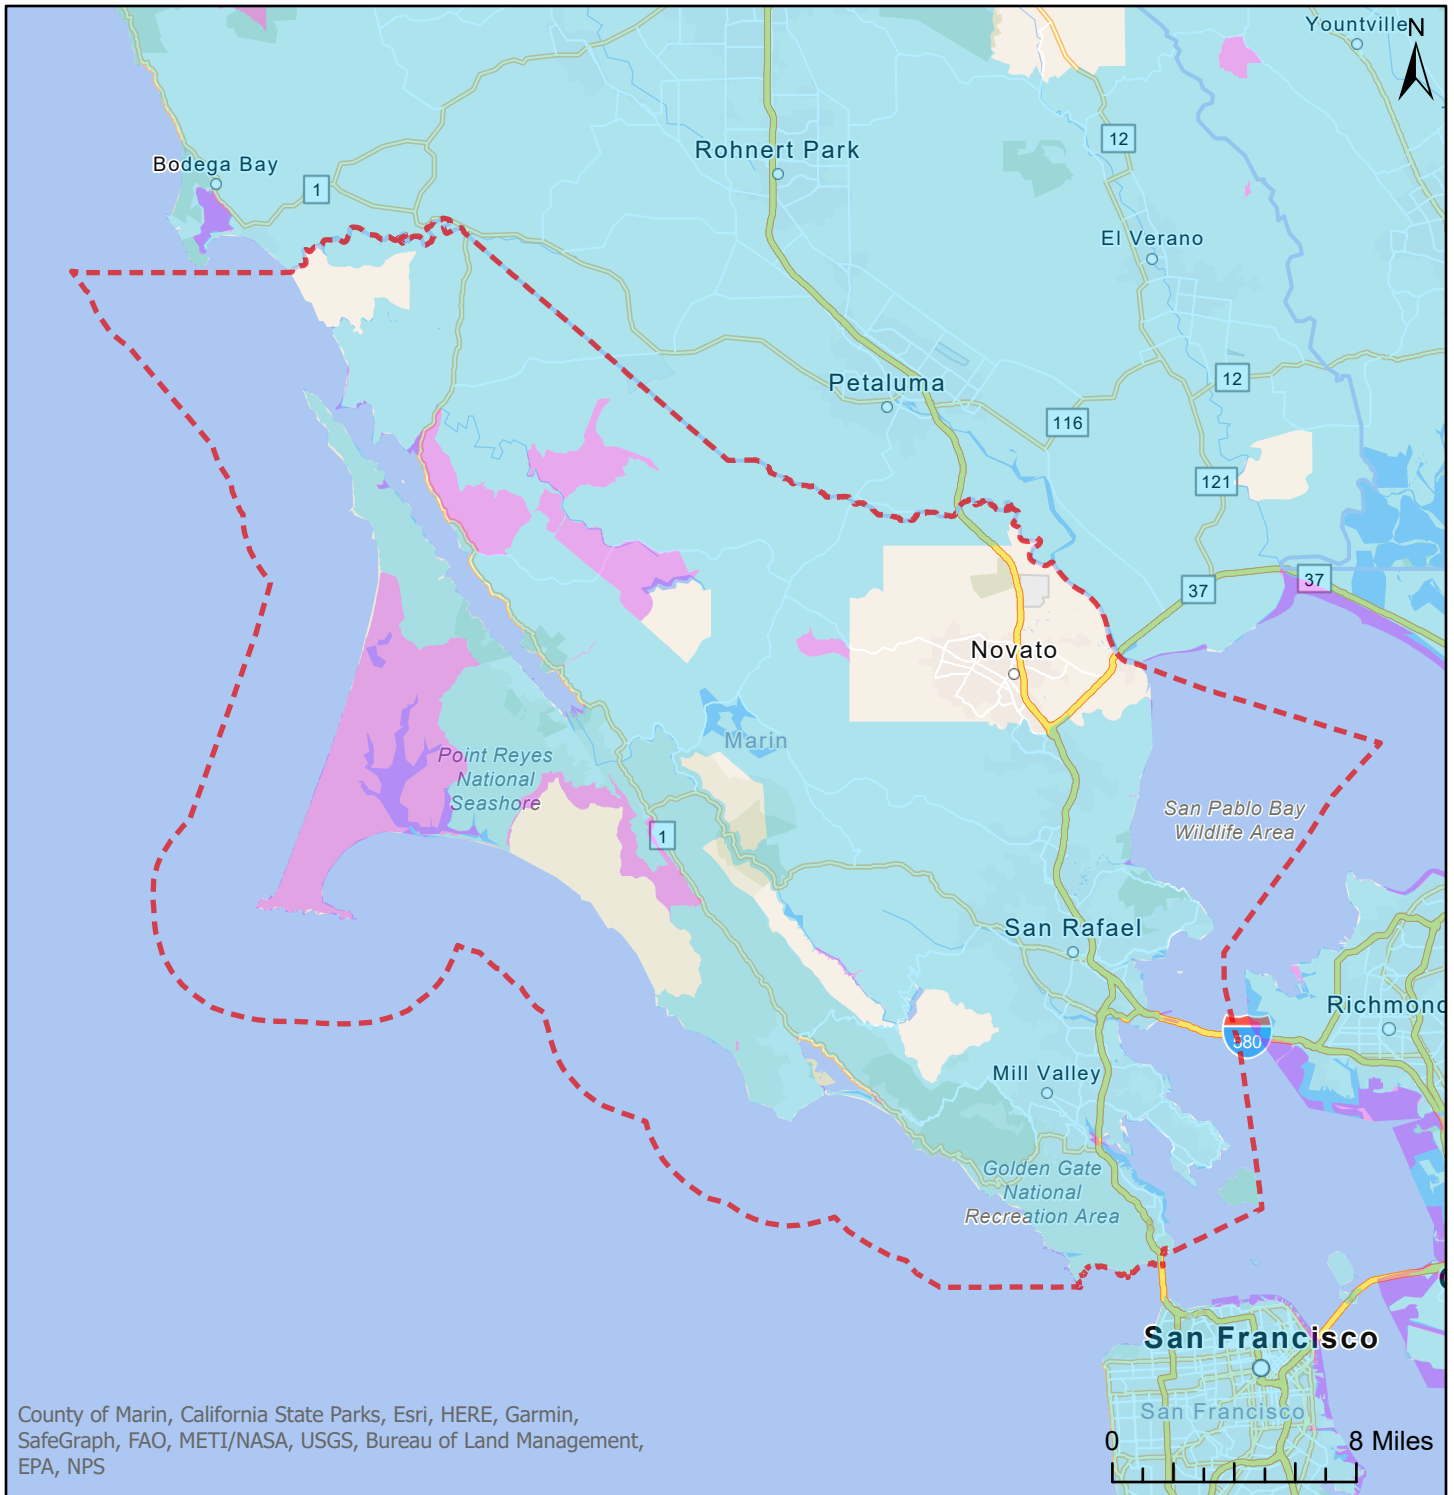 Yountville
N
12
Rohnert Park
Bodega Bay
1
El Verano
12
Petaluma
116
121
37
37
Novato
Marin
Point Reyes
National
Seashore
San Pablo Bay
Wildlife Area
1
San Rafael
Richmond
580
Mill Valley
Golden Gate
National
Recreation Area
San Francisco
San Francisco
County of Marin, California State Parks, Esri, HERE, Garmin,
SafeGraph, FAO, METI/NASA, USGS, Bureau of Land Management,
EPA, NPS
0 8 Miles